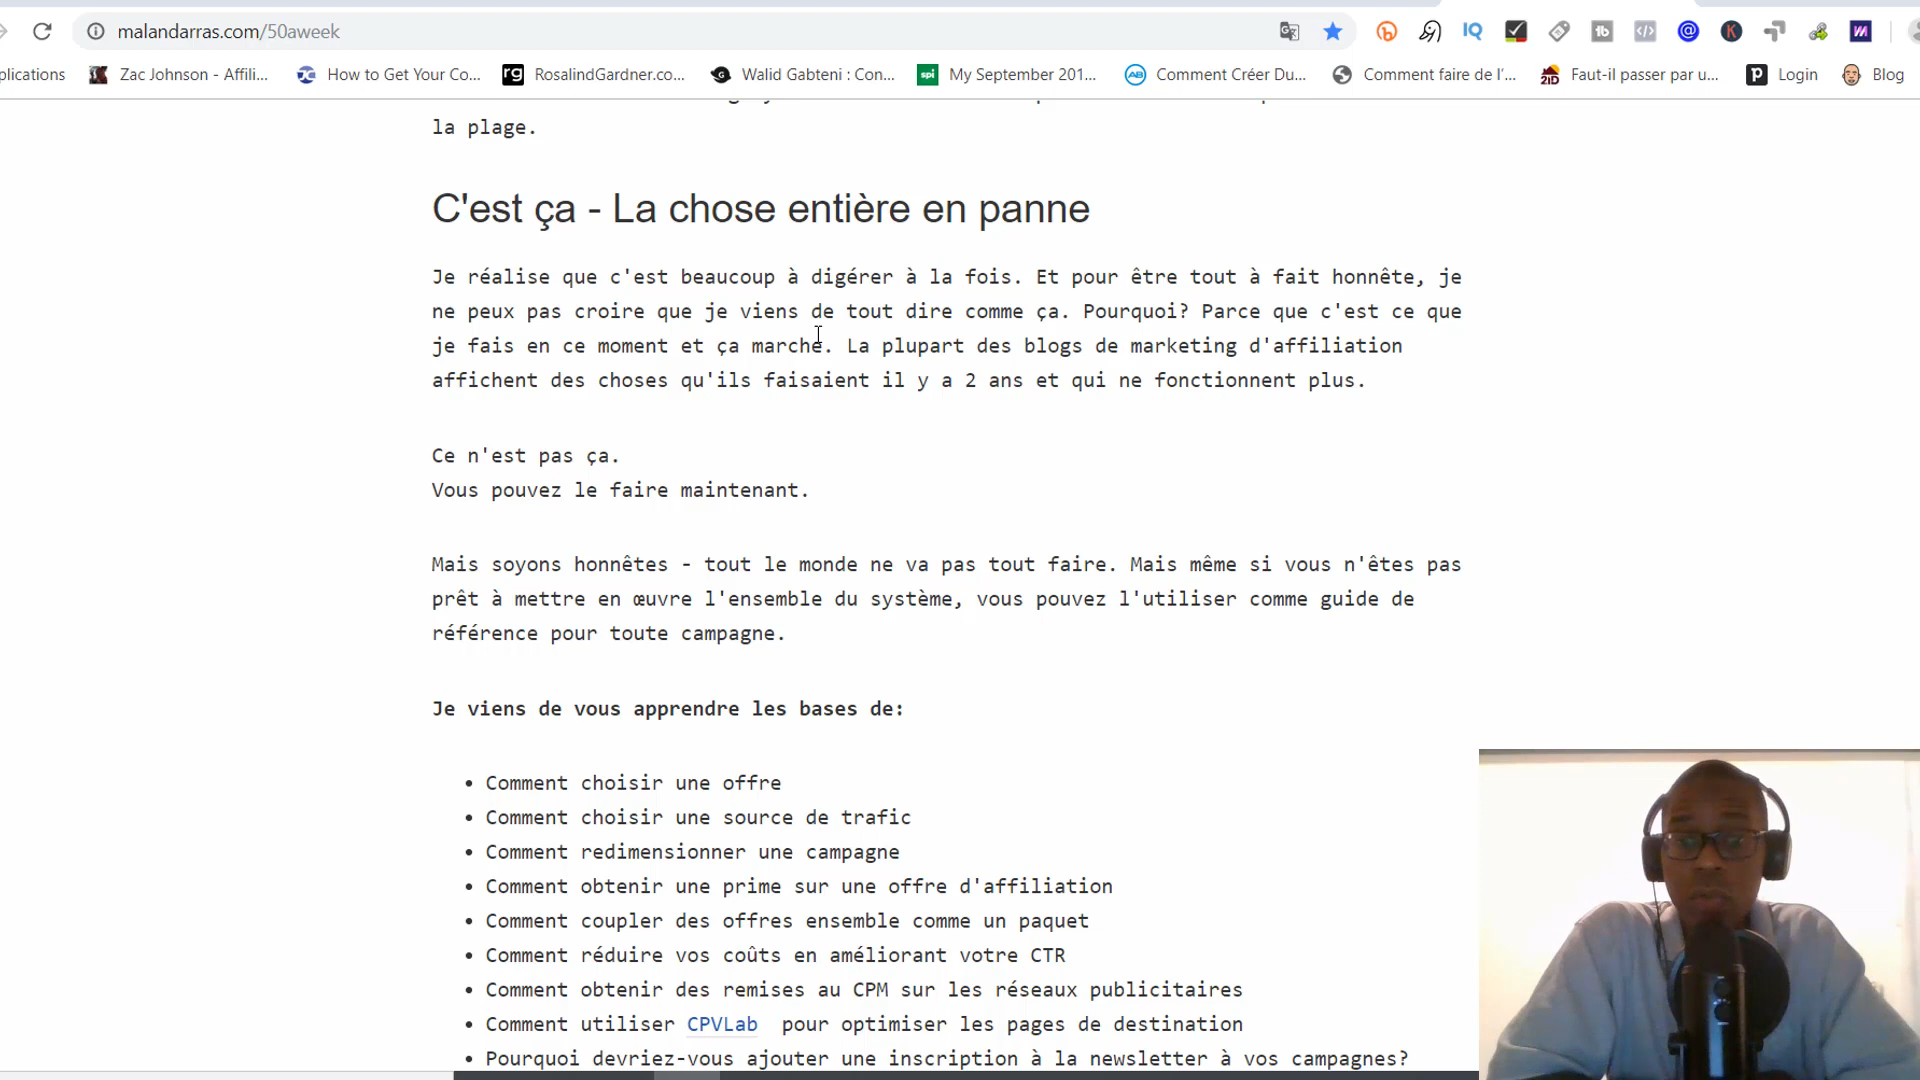 malandarras.com/50aweek
plications
Zac Johnson - Affili...
How to Get Your Co...
rg
RosalindGardner.co...
Walid Gabteni : Con...
spi
My September 201...
AB
Comment Créer Du...
Comment faire de l'...
21D
Faut-il passer par u...
Login
Blog
la plage.
C'est ça - La chose entière en panne
Je réalise que c'est beaucoup à digérer à la fois. Et pour être tout à fait honnête, je
ne peux pas croire que je viens de tout dire comme ça. Pourquoi? Parce que c'est ce que
je fais en ce moment et ça marche. La plupart des blogs de marketing d'affiliation
affichent des choses qu'ils faisaient il y a 2 ans et qui ne fonctionnent plus.
Ce n'est pas ça.
Vous pouvez le faire maintenant.
Mais soyons honnêtes - tout le monde ne va pas tout faire. Mais même si vous n'êtes pas
prêt à mettre en œuvre l'ensemble du système, vous pouvez l'utiliser comme guide de
référence pour toute campagne.
Je viens de vous apprendre les bases de:
• Comment choisir une offre
• Comment choisir une source de trafic
• Comment redimensionner une campagne
• Comment obtenir une prime sur une offre d'affiliation
• Comment coupler des offres ensemble comme un paquet
• Comment réduire vos coûts en améliorant votre CTR
• Comment obtenir des remises au CPM sur les réseaux publicitaires
• Comment utiliser CPVLab pour optimiser les pages de destination
• Pourquoi devriez-vous ajouter une inscription à la newsletter à vos campagnes?